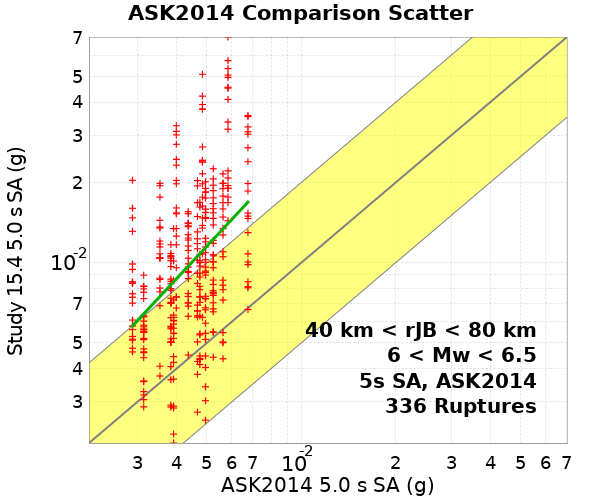 ASK2014 Comparison Scatter
7
5
4
3
2
10-2
7
5
4
3
Study 15.4 5.0 s SA (g)
40 km < rJB < 80 km
6 < Mw < 6.5
5s SA, ASK2014
336 Ruptures
3 4 5 6 7 10-2 2 3 4 5 6 7
ASK2014 5.0 s SA (g)